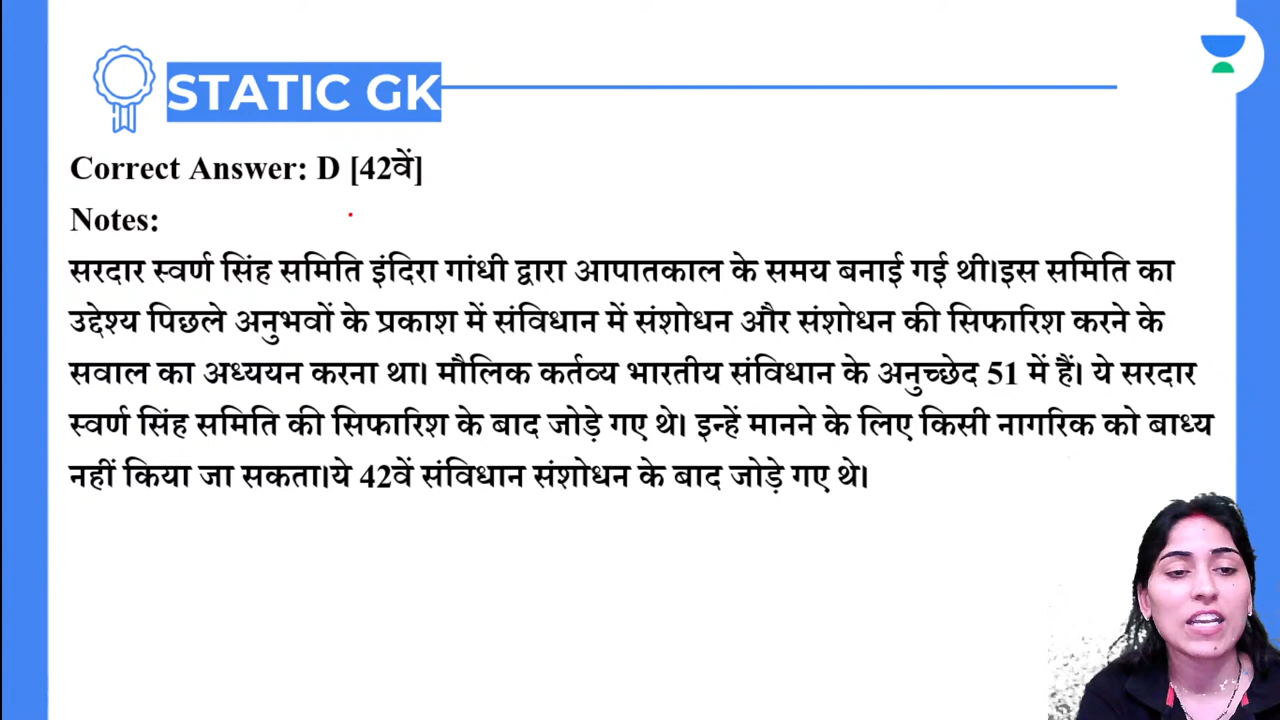 STATIC GK
Correct Answer: D [42वें]
Notes:
सरदार स्वर्ण सिंह समिति इंदिरा गांधी द्वारा आपातकाल के समय बनाई गई थी।इस समिति का
उद्देश्य पिछले अनुभवों के प्रकाश में संविधान में संशोधन और संशोधन की सिफारिश करने के
सवाल का अध्ययन करना था। मौलिक कर्तव्य भारतीय संविधान के अनुच्छेद 51 में हैं। ये सरदार
स्वर्ण सिंह समिति की सिफारिश के बाद जोड़े गए थे। इन्हें मानने के लिए किसी नागरिक को बाध्य
नहीं किया जा सकता।ये 42वें संविधान संशोधन के बाद जोड़े गए थे।